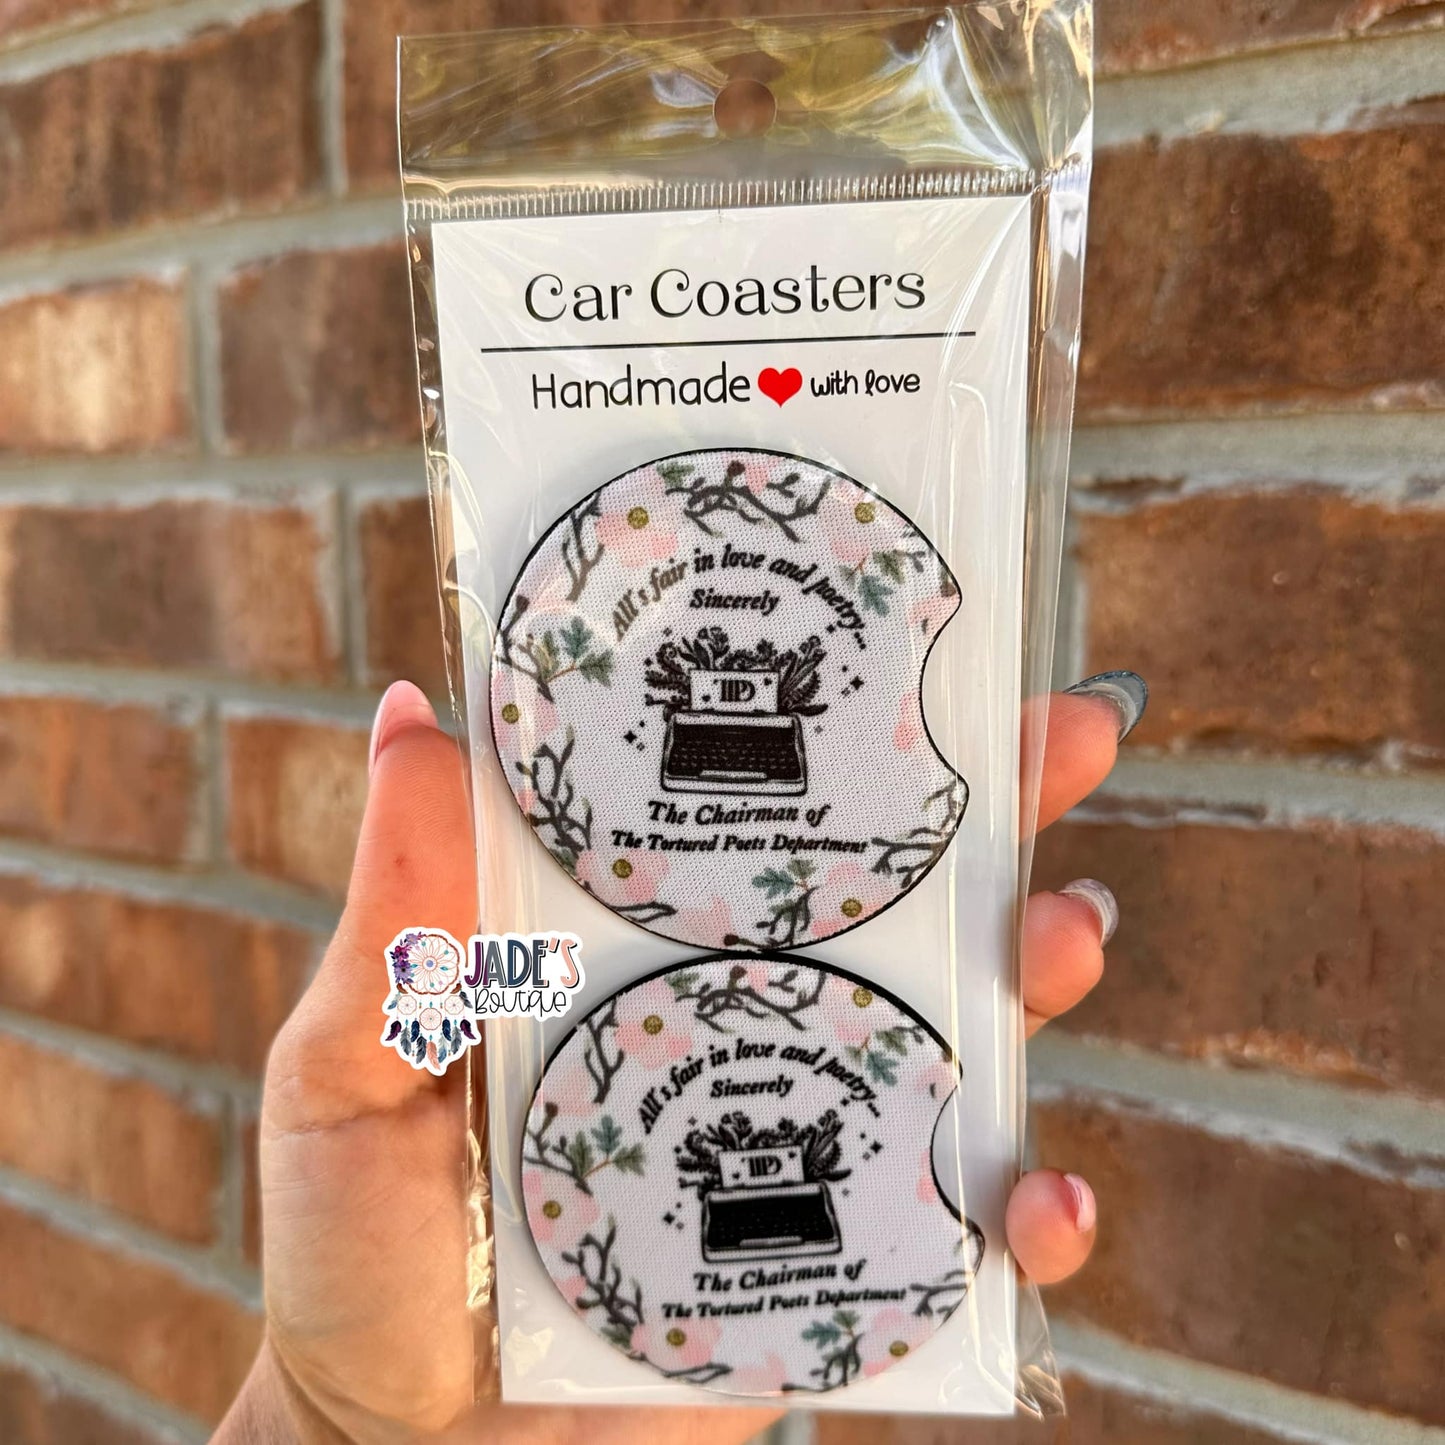 Car Coasters
Handmade with love
All's fair in love and poetry...
Sincerely
TTPD
The Chairman of
The Tortured Poets Department
JADE'S
Boutique
All's fair in love and poetry...
Sincerely
TTPD
The Chairman of
The Tortured Poets Department